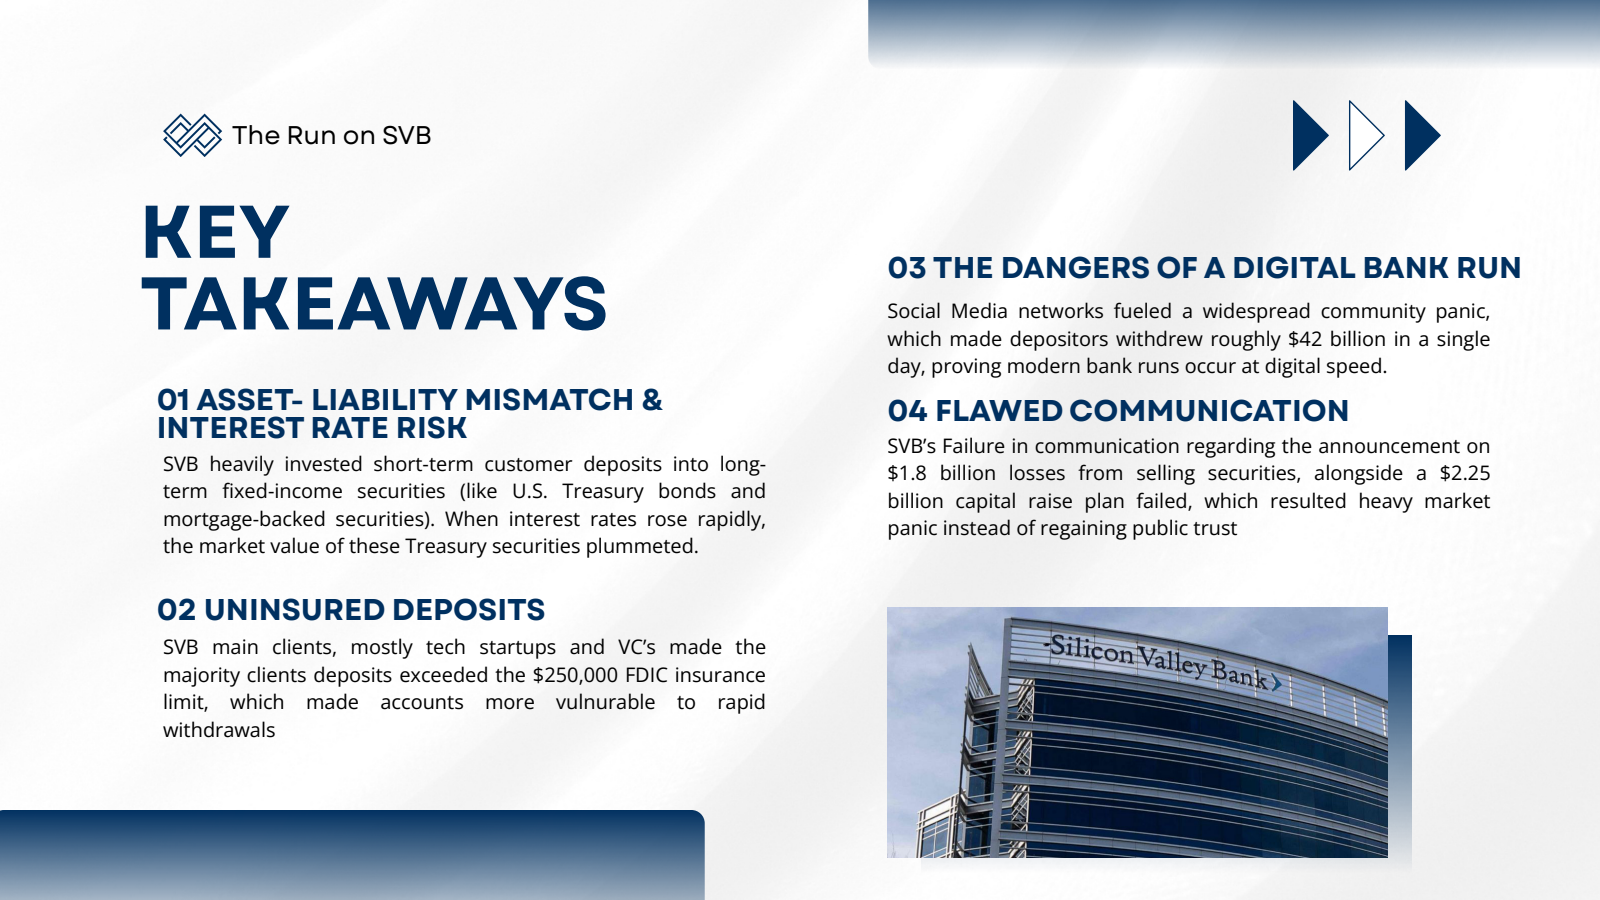 The Run on SVB
KEY
TAKEAWAYS
01 ASSET- LIABILITY MISMATCH &
INTEREST RATE RISK
SVB heavily invested short-term customer deposits into long-
term fixed-income securities (like U.S. Treasury bonds and
mortgage-backed securities). When interest rates rose rapidly,
the market value of these Treasury securities plummeted.
02 UNINSURED DEPOSITS
SVB main clients, mostly tech startups and VC’s made the
majority clients deposits exceeded the $250,000 FDIC insurance
limit, which made accounts more vulnurable to rapid
withdrawals
03 THE DANGERS OF A DIGITAL BANK RUN
Social Media networks fueled a widespread community panic,
which made depositors withdrew roughly $42 billion in a single
day, proving modern bank runs occur at digital speed.
04 FLAWED COMMUNICATION
SVB’s Failure in communication regarding the announcement on
$1.8 billion losses from selling securities, alongside a $2.25
billion capital raise plan failed, which resulted heavy market
panic instead of regaining public trust
Silicon Valley Bank